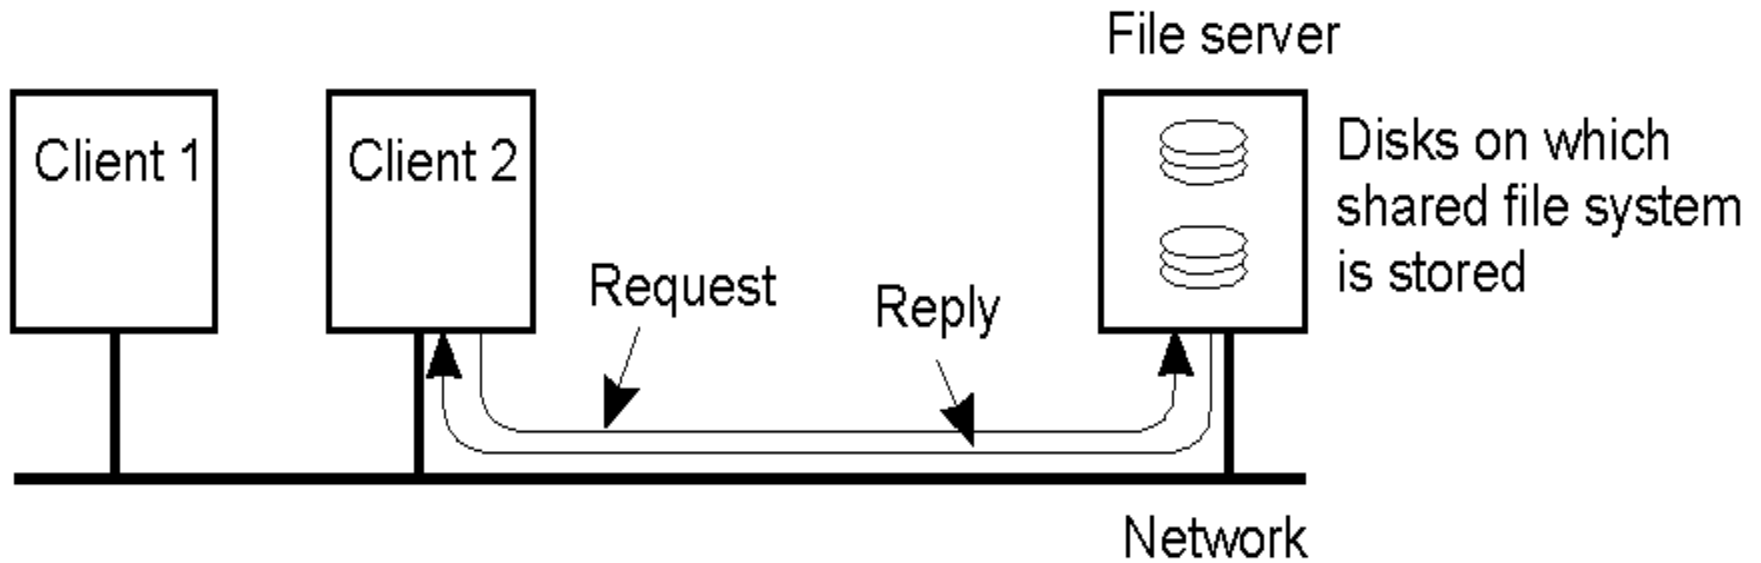 File server
Client 1
Client 2
Disks on which
shared file system
is stored
Request
Reply
Network